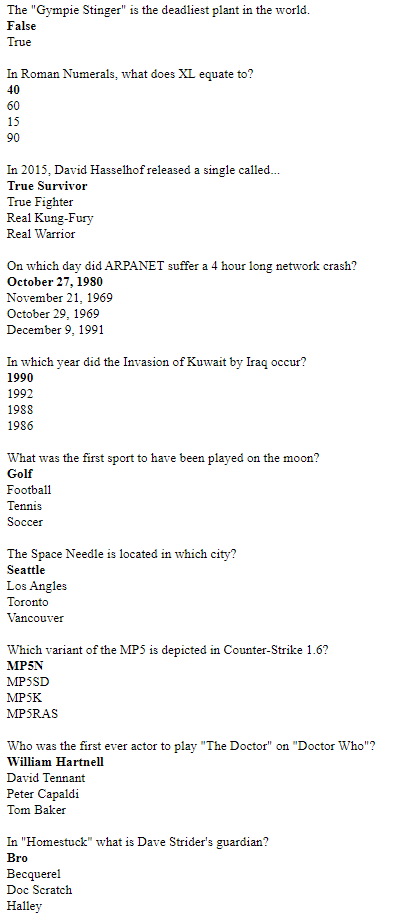 The "Gympie Stinger" is the deadliest plant in the world.
False
True
In Roman Numerals, what does XL equate to?
40
60
15
90
In 2015, David Hasselhof released a single called...
True Survivor
True Fighter
Real Kung-Fury
Real Warrior
On which day did ARPANET suffer a 4 hour long network crash?
October 27, 1980
November 21, 1969
October 29, 1969
December 9, 1991
In which year did the Invasion of Kuwait by Iraq occur?
1990
1992
1988
1986
What was the first sport to have been played on the moon?
Golf
Football
Tennis
Soccer
The Space Needle is located in which city?
Seattle
Los Angles
Toronto
Vancouver
Which variant of the MP5 is depicted in Counter-Strike 1.6?
MP5N
MP5SD
MP5K
MP5RAS
Who was the first ever actor to play "The Doctor" on "Doctor Who"?
William Hartnell
David Tennant
Peter Capaldi
Tom Baker
In "Homestuck" what is Dave Strider's guardian?
Bro
Becquerel
Doc Scratch
Halley